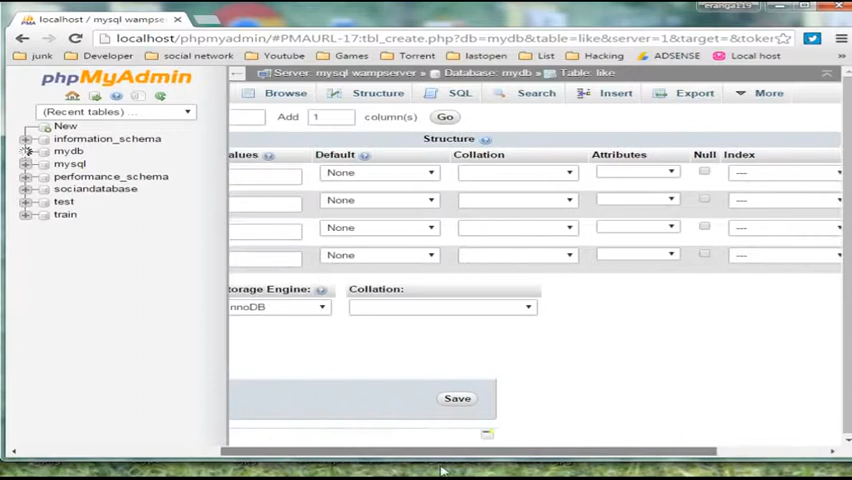 eranga119
localhost / mysql wampse
localhost/phpmyadmin/#PMAURL-17:tbl_create.php?db=mydb&table=like&server=1&target=&token
junk Developer social network Youtube Games Torrent lastopen List Hacking ADSENSE Local host
phpMyAdmin
(Recent tables) ...
New
information_schema
mydb
mysql
performance_schema
sociandatabase
test
train
Server: mysql wampserver » Database: mydb » Table: like
Browse Structure SQL Search Insert Export More
Add 1 column(s) Go
Structure
alues Default Collation Attributes Null Index
None ---
None ---
None ---
None ---
torage Engine: Collation:
nnoDB
Save